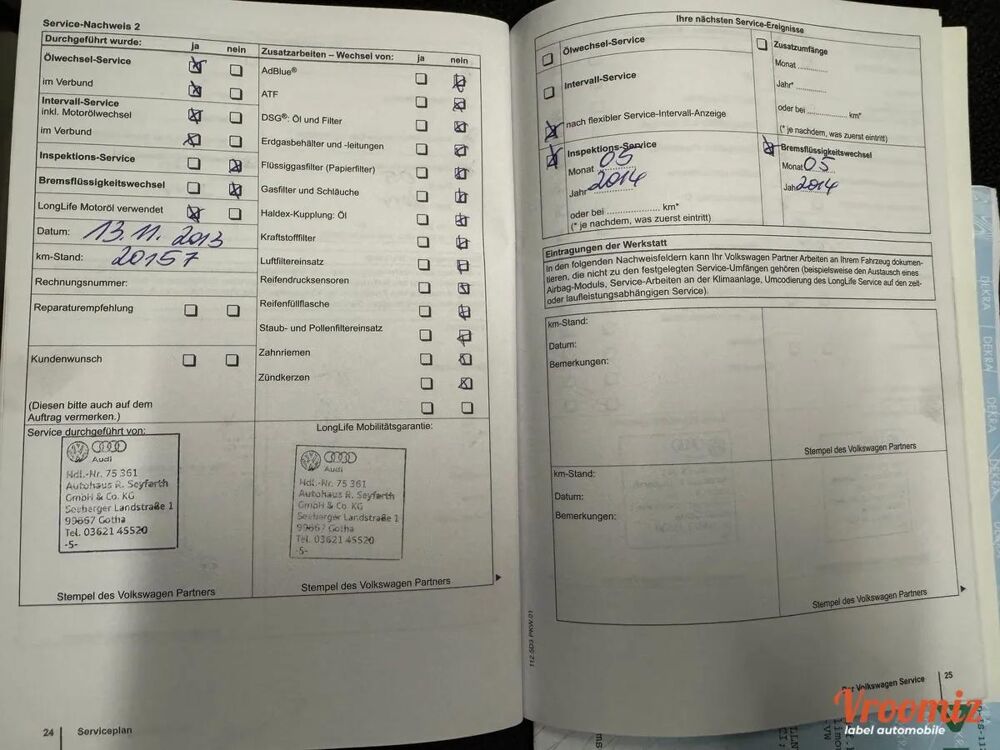 Service-Nachweis 2
Durchgeführt wurde: ja nein
Ölwechsel-Service
im Verbund
Intervall-Service
inkl. Motorölwechsel
im Verbund
Inspektions-Service
Bremsflüssigkeitswechsel
LongLife Motoröl verwendet
Datum: 13.11.2013
km-Stand: 20157
Rechnungsnummer:
Reparaturempfehlung
Kundenwunsch
(Diesen bitte auch auf dem
Auftrag vermerken.)
Zusatzarbeiten – Wechsel von: ja nein
AdBlue®
ATF
DSG®: Öl und Filter
Erdgasbehälter und -leitungen
Flüssiggasfilter (Papierfilter)
Gasfilter und Schläuche
Haldex-Kupplung: Öl
Kraftstofffilter
Luftfiltereinsatz
Reifendrucksensoren
Reifenfüllflasche
Staub- und Pollenfiltereinsatz
Zahnriemen
Zündkerzen
Service durchgeführt von:
Audi
Hdl.-Nr. 75 361
Autohaus R. Seyfarth
GmbH & Co. KG
Seeberger Landstraße 1
99867 Gotha
Tel. 03621 45520
-5-
Stempel des Volkswagen Partners
LongLife Mobilitätsgarantie:
Audi
Hdl.-Nr. 75 361
Autohaus R. Seyfarth
GmbH & Co. KG
Seeberger Landstraße 1
99867 Gotha
Tel. 03621 45520
-5-
Stempel des Volkswagen Partners
24 Serviceplan
Ihre nächsten Service-Ereignisse
Ölwechsel-Service
Intervall-Service
nach flexibler Service-Intervall-Anzeige
Inspektions-Service
Monat 05
Jahr 2014
oder bei .................... km*
(* je nachdem, was zuerst eintritt)
Zusatzumfänge
Monat ............
Jahr* ............
oder bei ............ km*
(* je nachdem, was zuerst eintritt)
Bremsflüssigkeitswechsel
Monat 05
Jahr 2014
Eintragungen der Werkstatt
In den folgenden Nachweisfeldern kann Ihr Volkswagen Partner Arbeiten an Ihrem Fahrzeug dokumen-
tieren, die nicht zu den festgelegten Service-Umfängen gehören (beispielsweise den Austausch eines
Airbag-Moduls, Service-Arbeiten an der Klimaanlage, Umcodierung des LongLife Service auf den zeit-
oder laufleistungsabhängigen Service).
km-Stand:
Datum:
Bemerkungen:
Stempel des Volkswagen Partners
km-Stand:
Datum:
Bemerkungen:
Stempel des Volkswagen Partners
112.5D3.PKW.01
Der Volkswagen Service 25
DEKRA
DEKRA
DEKRA
DEKRA
Vroomiz
label automobile